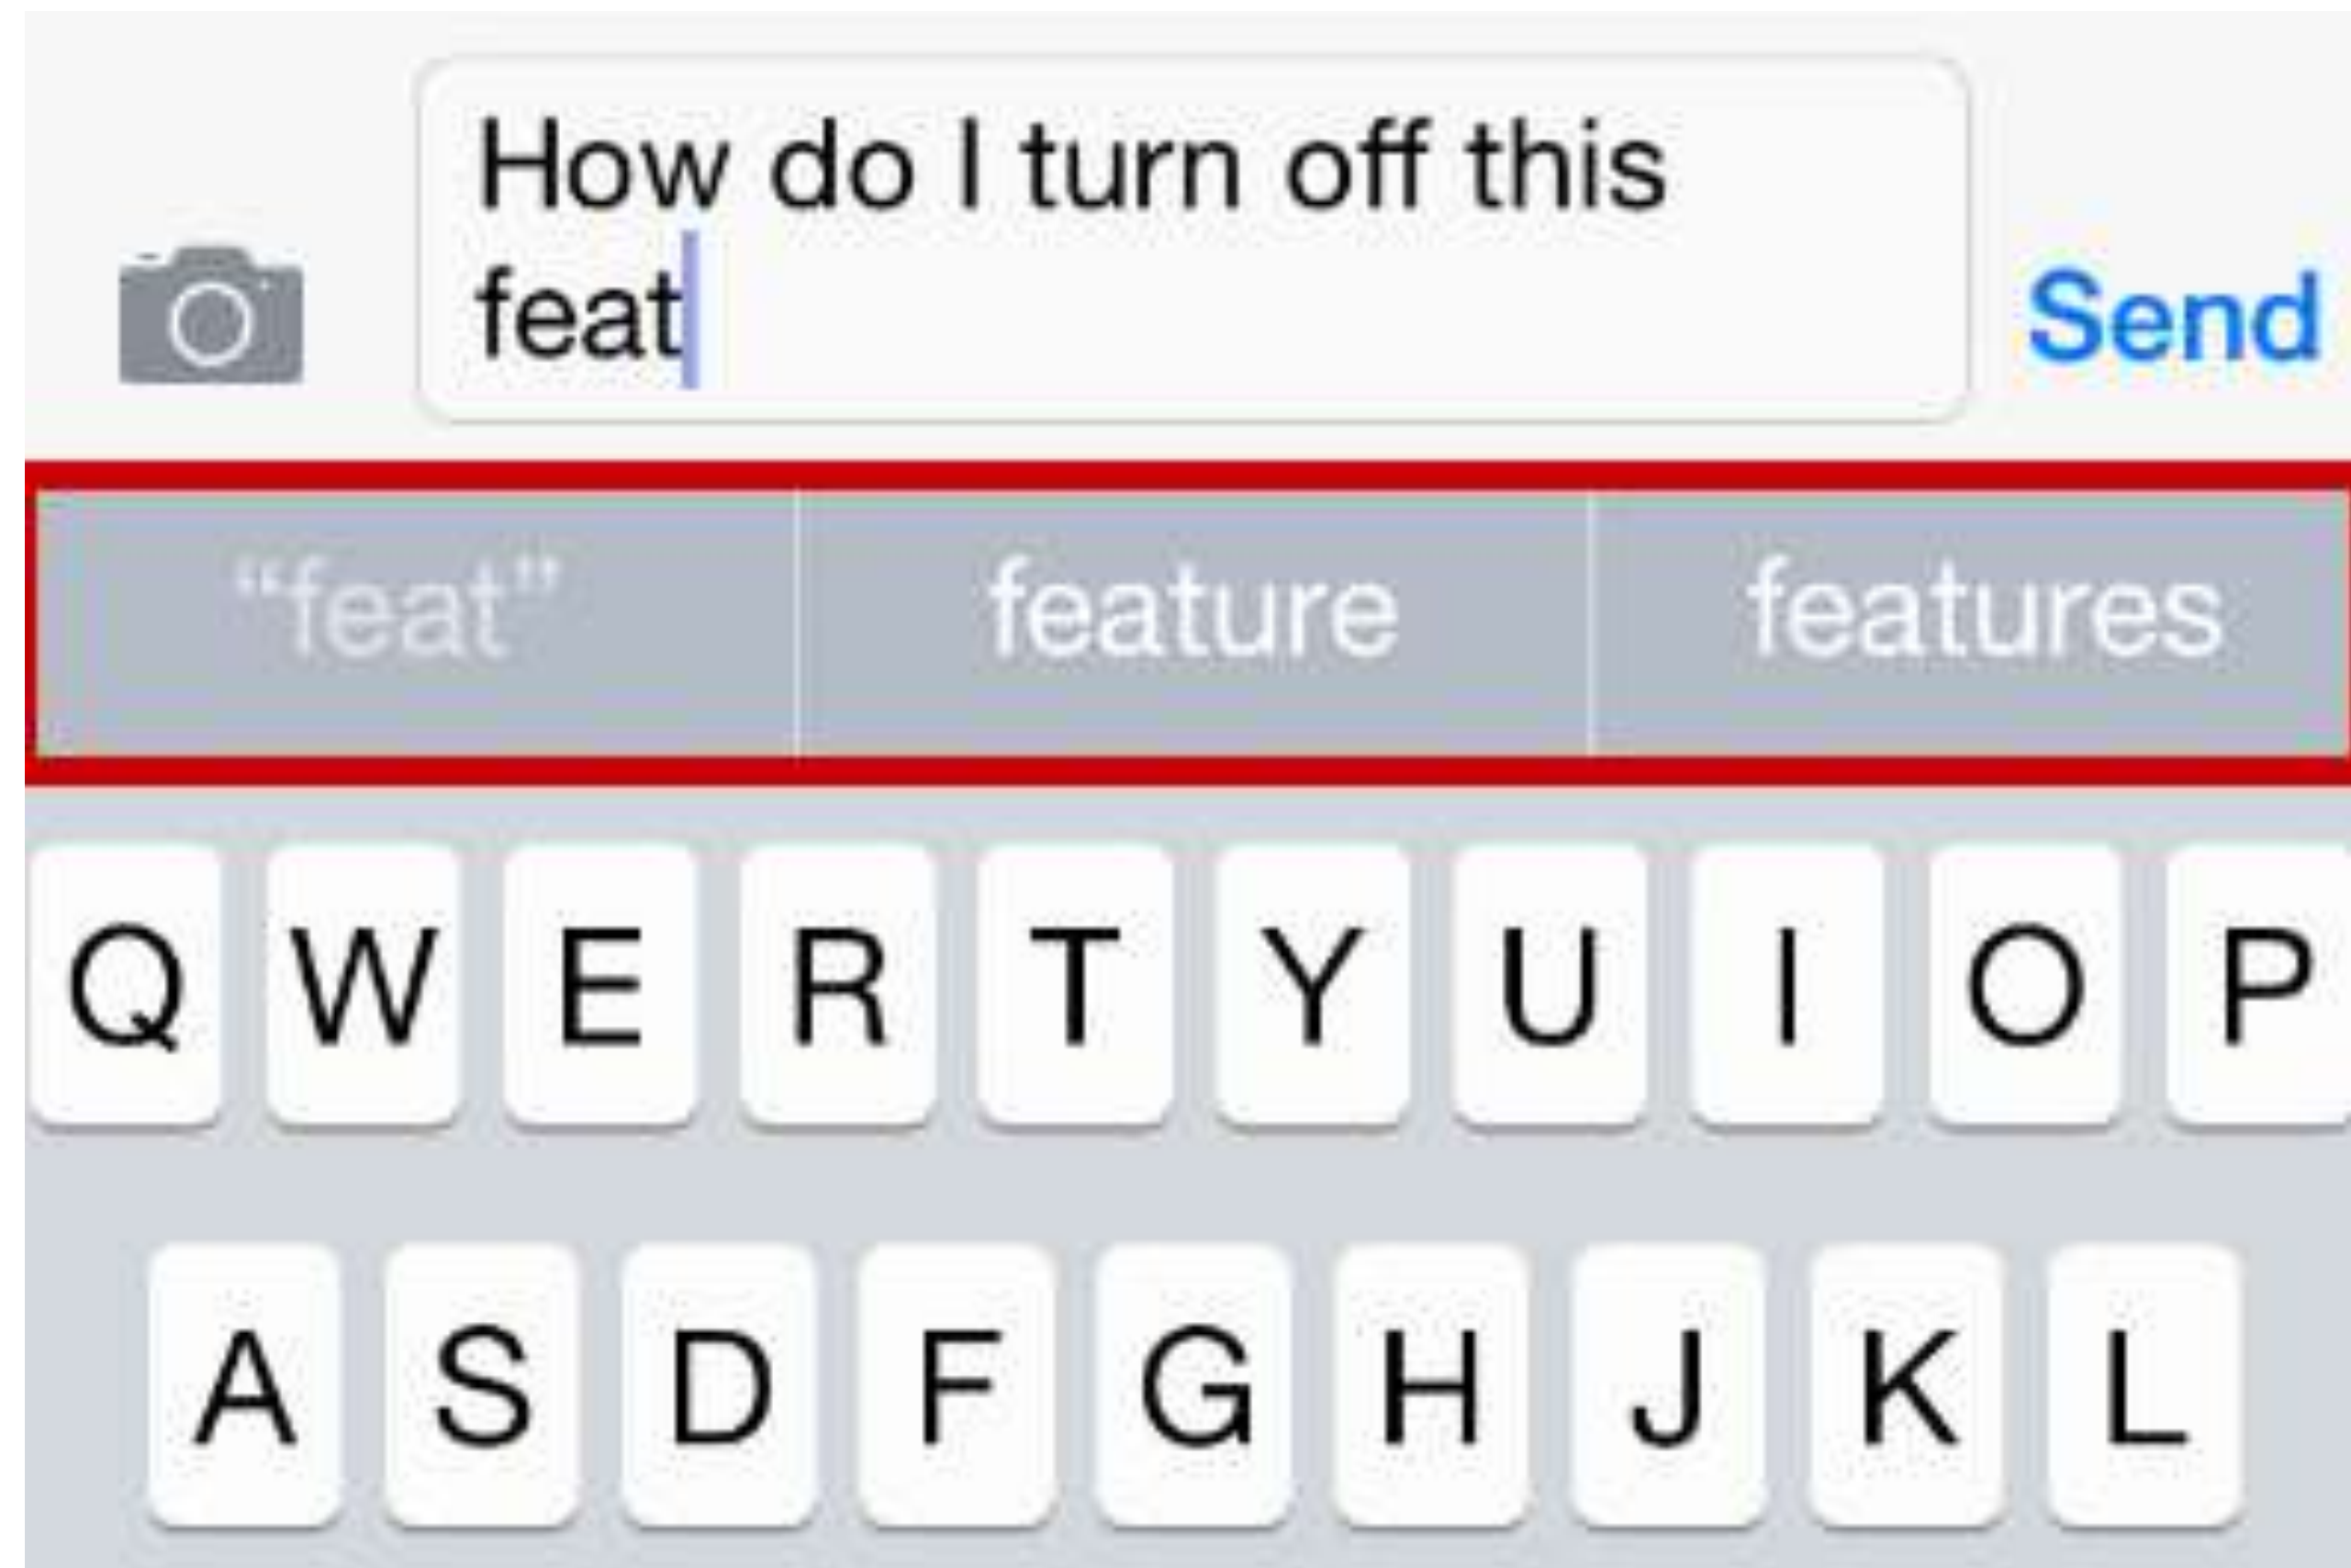 How do I turn off this
feat
Send
“feat” feature features
Q W E R T Y U I O P
A S D F G H J K L